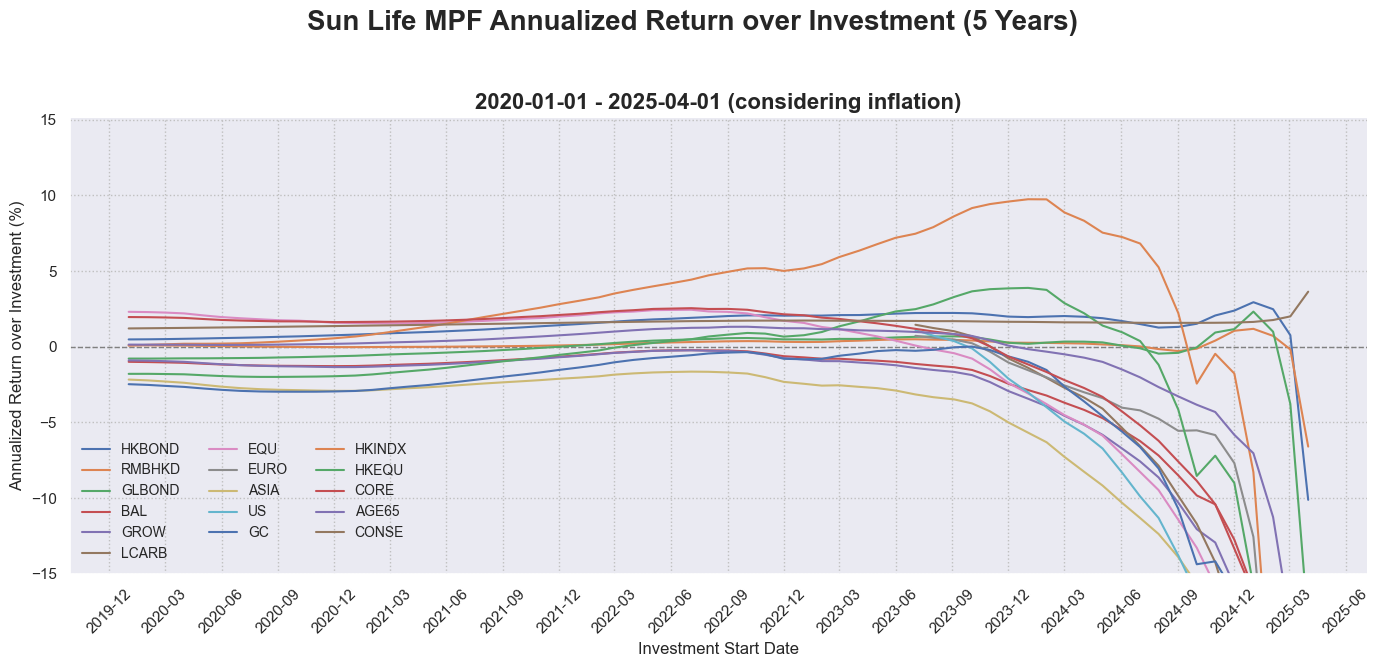 Sun Life MPF Annualized Return over Investment (5 Years)
2020-01-01 - 2025-04-01 (considering inflation)
Annualized Return over Investment (%)
15
10
5
0
−5
−10
−15
HKBOND
RMBHKD
GLBOND
BAL
GROW
LCARB
EQU
EURO
ASIA
US
GC
HKINDX
HKEQU
CORE
AGE65
CONSE
2019-12
2020-03
2020-06
2020-09
2020-12
2021-03
2021-06
2021-09
2021-12
2022-03
2022-06
2022-09
2022-12
2023-03
2023-06
2023-09
2023-12
2024-03
2024-06
2024-09
2024-12
2025-03
2025-06
Investment Start Date